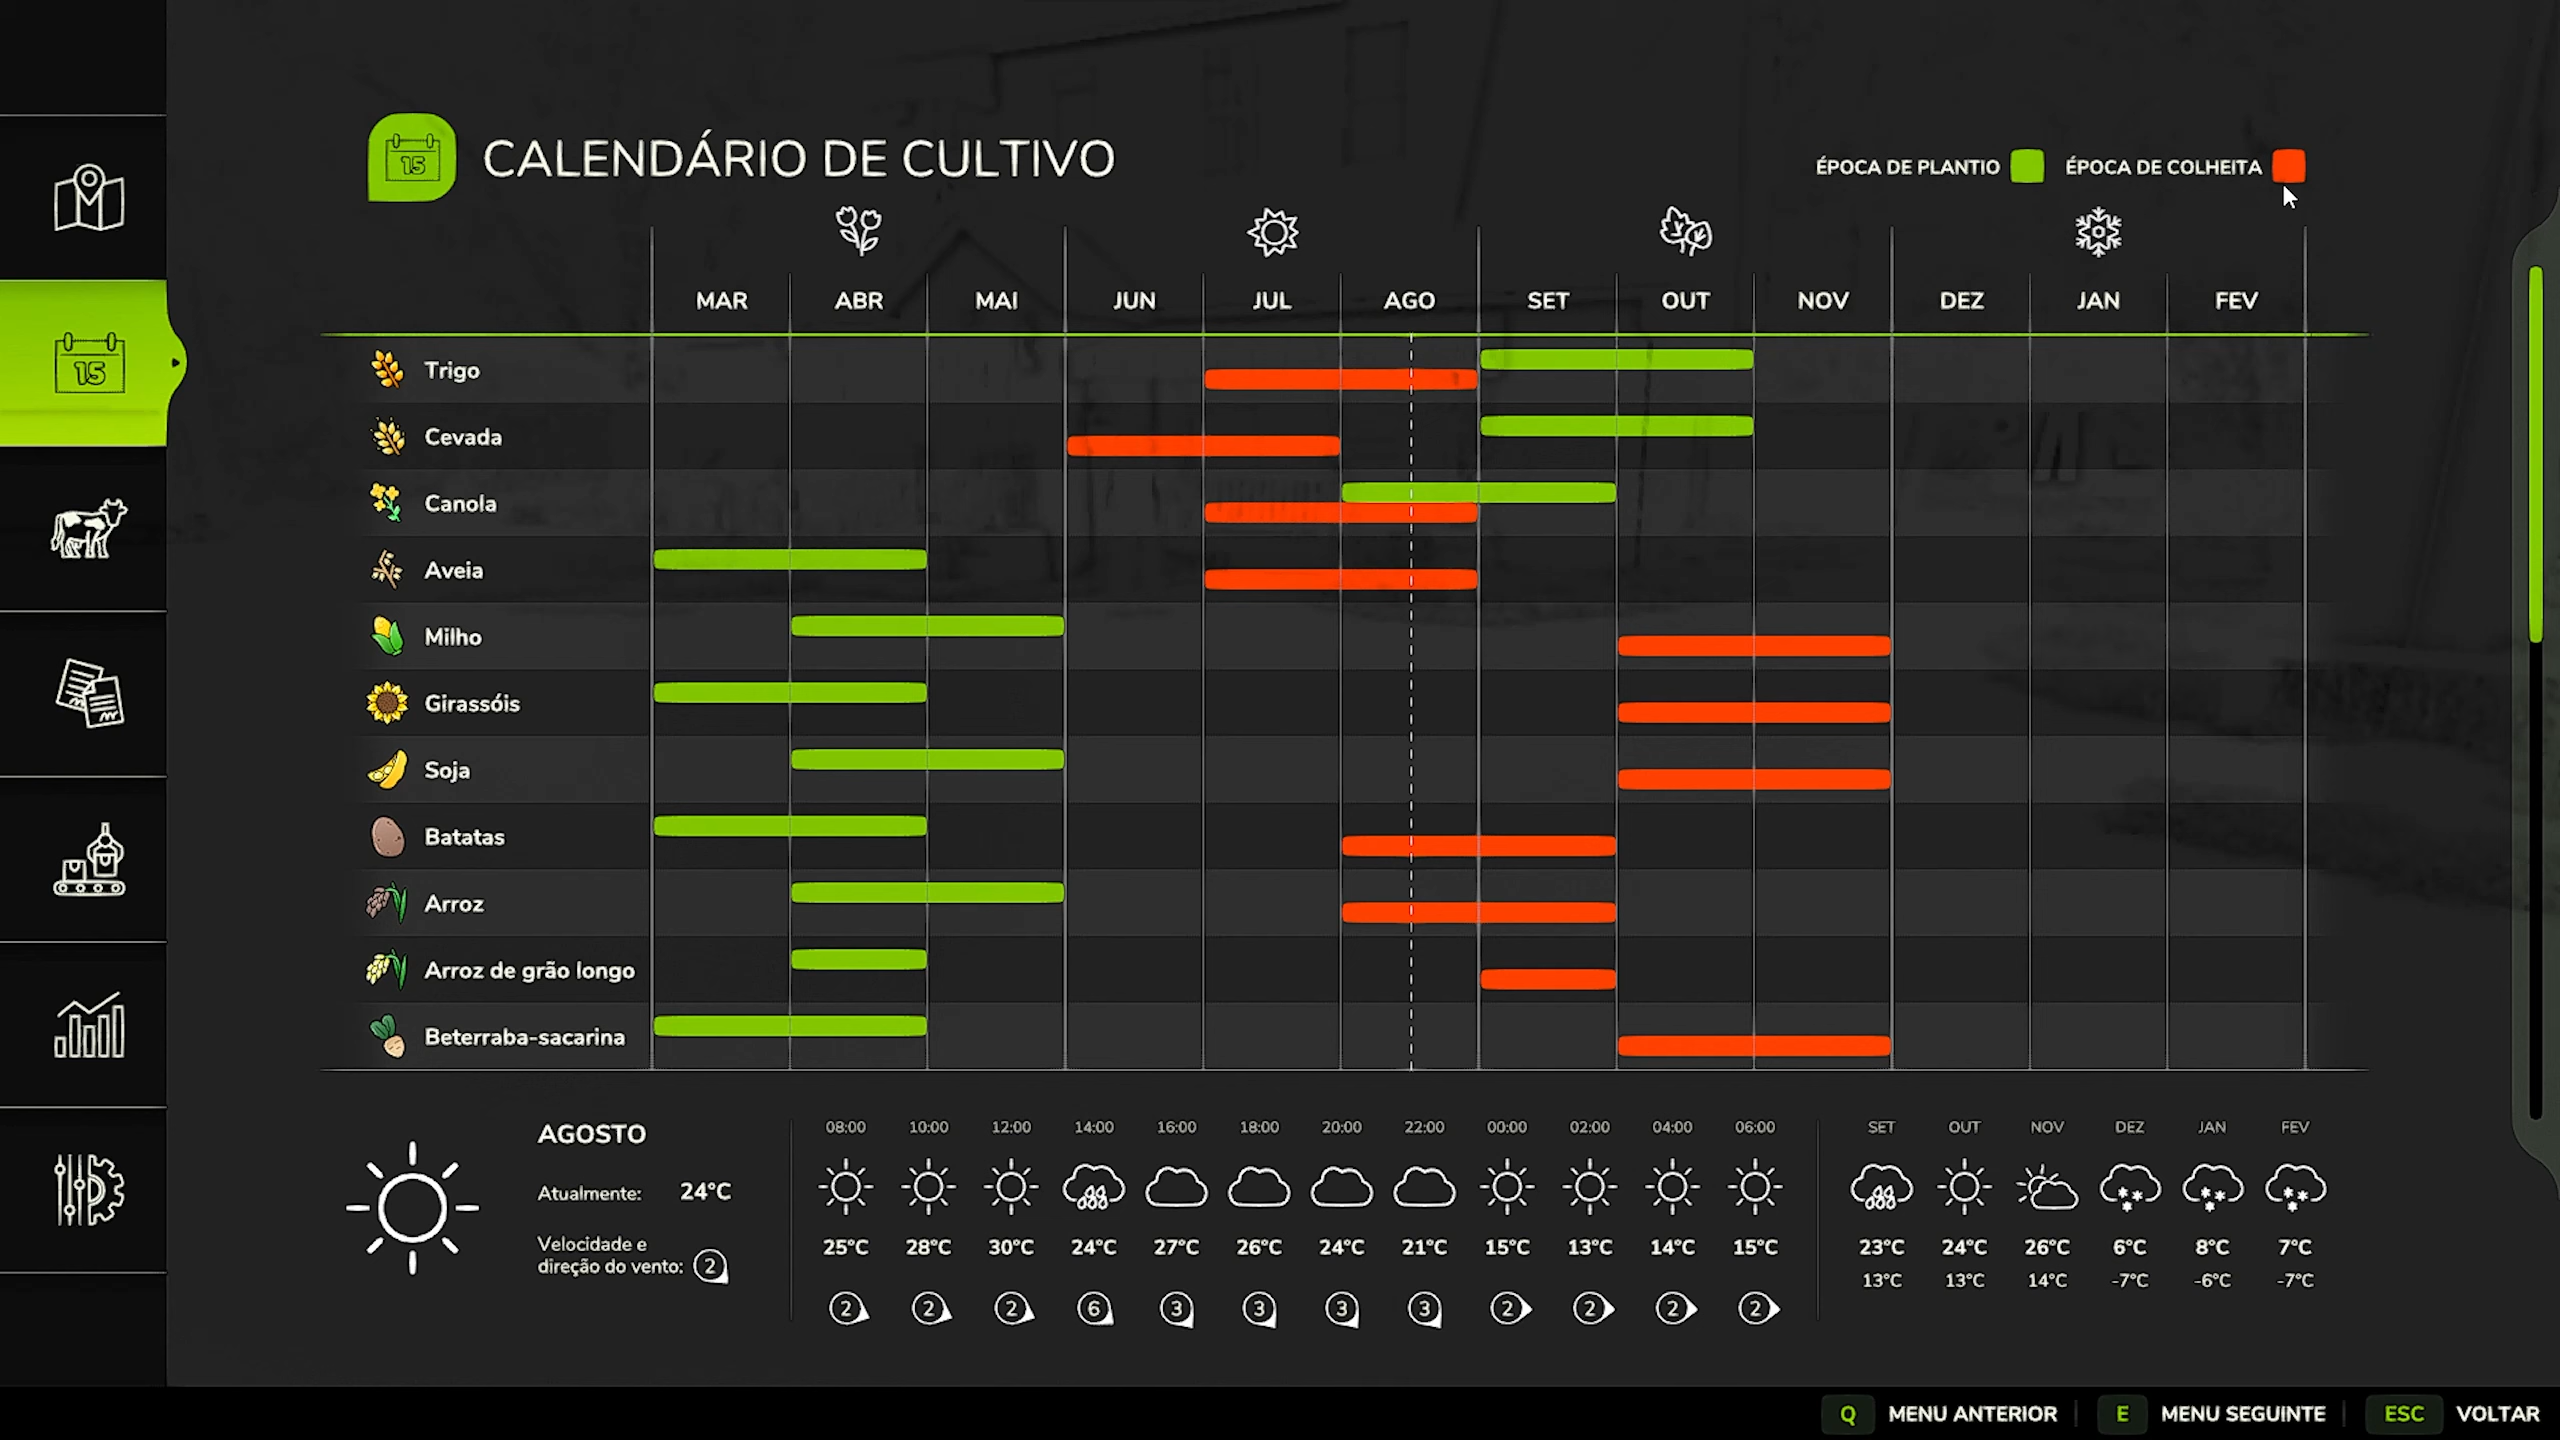 15
CALENDÁRIO DE CULTIVO
ÉPOCA DE PLANTIO ÉPOCA DE COLHEITA
MAR ABR MAI JUN JUL AGO SET OUT NOV DEZ JAN FEV
15
Trigo
Cevada
Canola
Aveia
Milho
Girassóis
Soja
Batatas
Arroz
Arroz de grão longo
Beterraba-sacarina
AGOSTO
Atualmente: 24°C
Velocidade e
direção do vento: 2
08:00 10:00 12:00 14:00 16:00 18:00 20:00 22:00 00:00 02:00 04:00 06:00
25°C 28°C 30°C 24°C 27°C 26°C 24°C 21°C 15°C 13°C 14°C 15°C
2 2 2 6 3 3 3 3 2 2 2 2
SET OUT NOV DEZ JAN FEV
23°C 24°C 26°C 6°C 8°C 7°C
13°C 13°C 14°C -7°C -6°C -7°C
Q MENU ANTERIOR E MENU SEGUINTE ESC VOLTAR